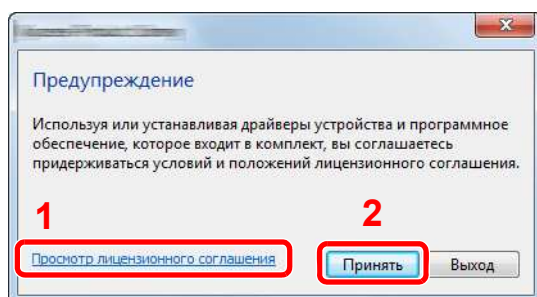 Предупреждение
Используя или устанавливая драйверы устройства и программное
обеспечение, которое входит в комплект, вы соглашаетесь
придерживаться условий и положений лицензионного соглашения.
1
2
Просмотр лицензионного соглашения
Принять
Выход